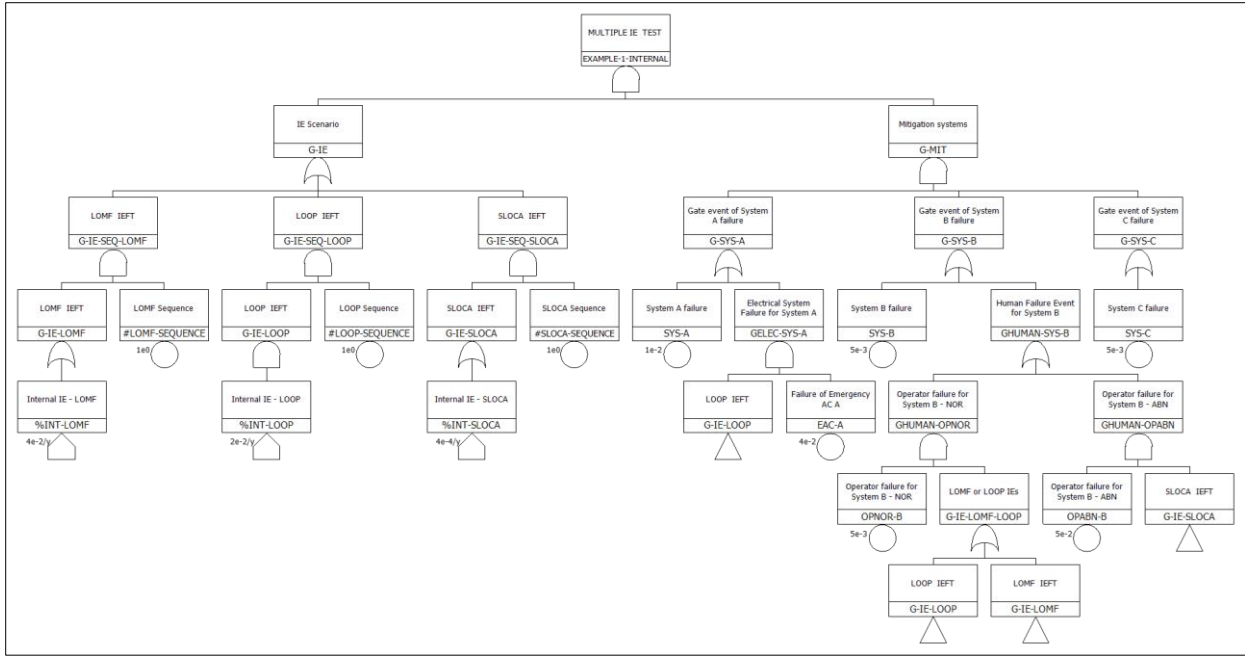 MULTIPLE IE TEST
EXAMPLE-1-INTERNAL
IE Scenario
G-IE
Mitigation systems
G-MIT
LOMF IEFT
G-IE-SEQ-LOMF
LOOP IEFT
G-IE-SEQ-LOOP
SLOCA IEFT
G-IE-SEQ-SLOCA
Gate event of System
A failure
G-SYS-A
Gate event of System
B failure
G-SYS-B
Gate event of System
C failure
G-SYS-C
LOMF IEFT
G-IE-LOMF
LOMF Sequence
#LOMF-SEQUENCE
1e0
LOOP IEFT
G-IE-LOOP
LOOP Sequence
#LOOP-SEQUENCE
1e0
SLOCA IEFT
G-IE-SLOCA
SLOCA Sequence
#SLOCA-SEQUENCE
1e0
System A failure
SYS-A
1e-2
Electrical System
Failure for System A
GELEC-SYS-A
System B failure
SYS-B
5e-3
Human Failure Event
for System B
GHUMAN-SYS-B
System C failure
SYS-C
5e-3
Internal IE - LOMF
%INT-LOMF
4e-2/y
Internal IE - LOOP
%INT-LOOP
2e-2/y
Internal IE - SLOCA
%INT-SLOCA
4e-4/y
LOOP IEFT
G-IE-LOOP
Failure of Emergency
AC A
EAC-A
4e-2
Operator failure for
System B - NOR
GHUMAN-OPNOR
Operator failure for
System B - ABN
GHUMAN-OPABN
Operator failure for
System B - NOR
OPNOR-B
5e-3
LOMF or LOOP IEs
G-IE-LOMF-LOOP
Operator failure for
System B - ABN
OPABN-B
5e-2
SLOCA IEFT
G-IE-SLOCA
LOOP IEFT
G-IE-LOOP
LOMF IEFT
G-IE-LOMF